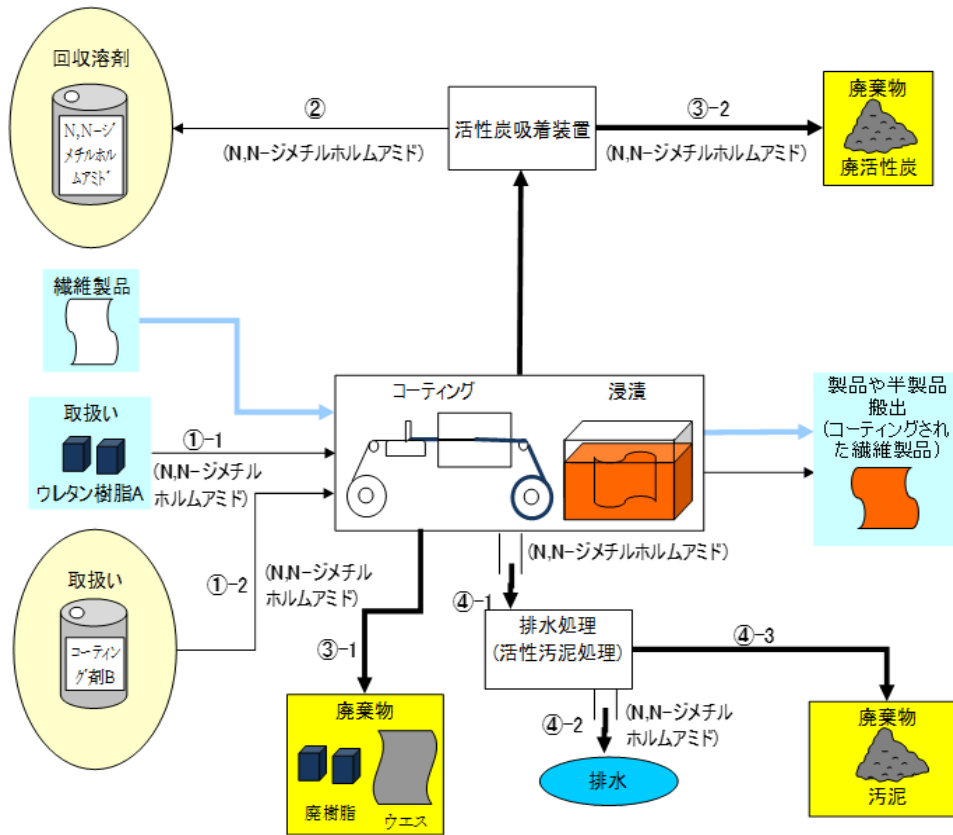 回収溶剤
N,N-ジ
メチルホル
ムアミド
②
(N,N-ジメチルホルムアミド)
活性炭吸着装置
③-2
(N,N-ジメチルホルムアミド)
廃棄物
廃活性炭
繊維製品
取扱い
ウレタン樹脂A
①-1
(N,N-ジメチル
ホルムアミド)
コーティング
浸漬
製品や半製品
搬出
(コーティングされ
た繊維製品)
取扱い
コーティン
グ剤B
①-2
(N,N-ジメチル
ホルムアミド)
③-1
廃棄物
廃樹脂
ウエス
(N,N-ジメチルホルムアミド)
④-1
排水処理
(活性汚泥処理)
④-2
(N,N-ジメチル
ホルムアミド)
排水
④-3
廃棄物
汚泥